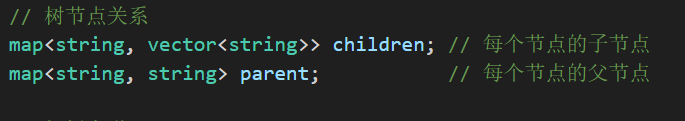 // 树节点关系
map<string, vector<string>> children; // 每个节点的子节点
map<string, string> parent;           // 每个节点的父节点